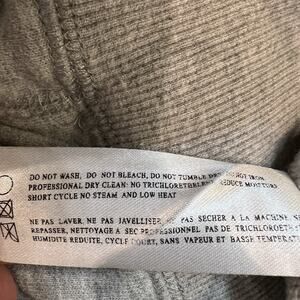 DO NOT WASH, DO NOT BLEACH, DO NOT TUMBLE DRY, DO NOT IRON
PROFESSIONAL DRY CLEAN: NO TRICHLORETHELENE, REDUCE MOISTURE
SHORT CYCLE NO STEAM AND LOW HEAT
NE PAS LAVER, NE PAS JAVELLISER, NE PAS SECHER A LA MACHINE, NE
REPASSER, NETTOYAGE A SEC PROFESSIONNEL PAS DE TRICHLOROETH
HUMIDITE REDUITE, CYCLE COURT, SANS VAPEUR ET BASSE TEMPERAT